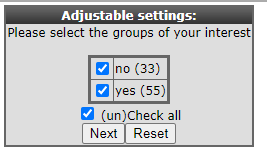 Adjustable settings:
Please select the groups of your interest
no (33)
yes (55)
(un)Check all
Next Reset